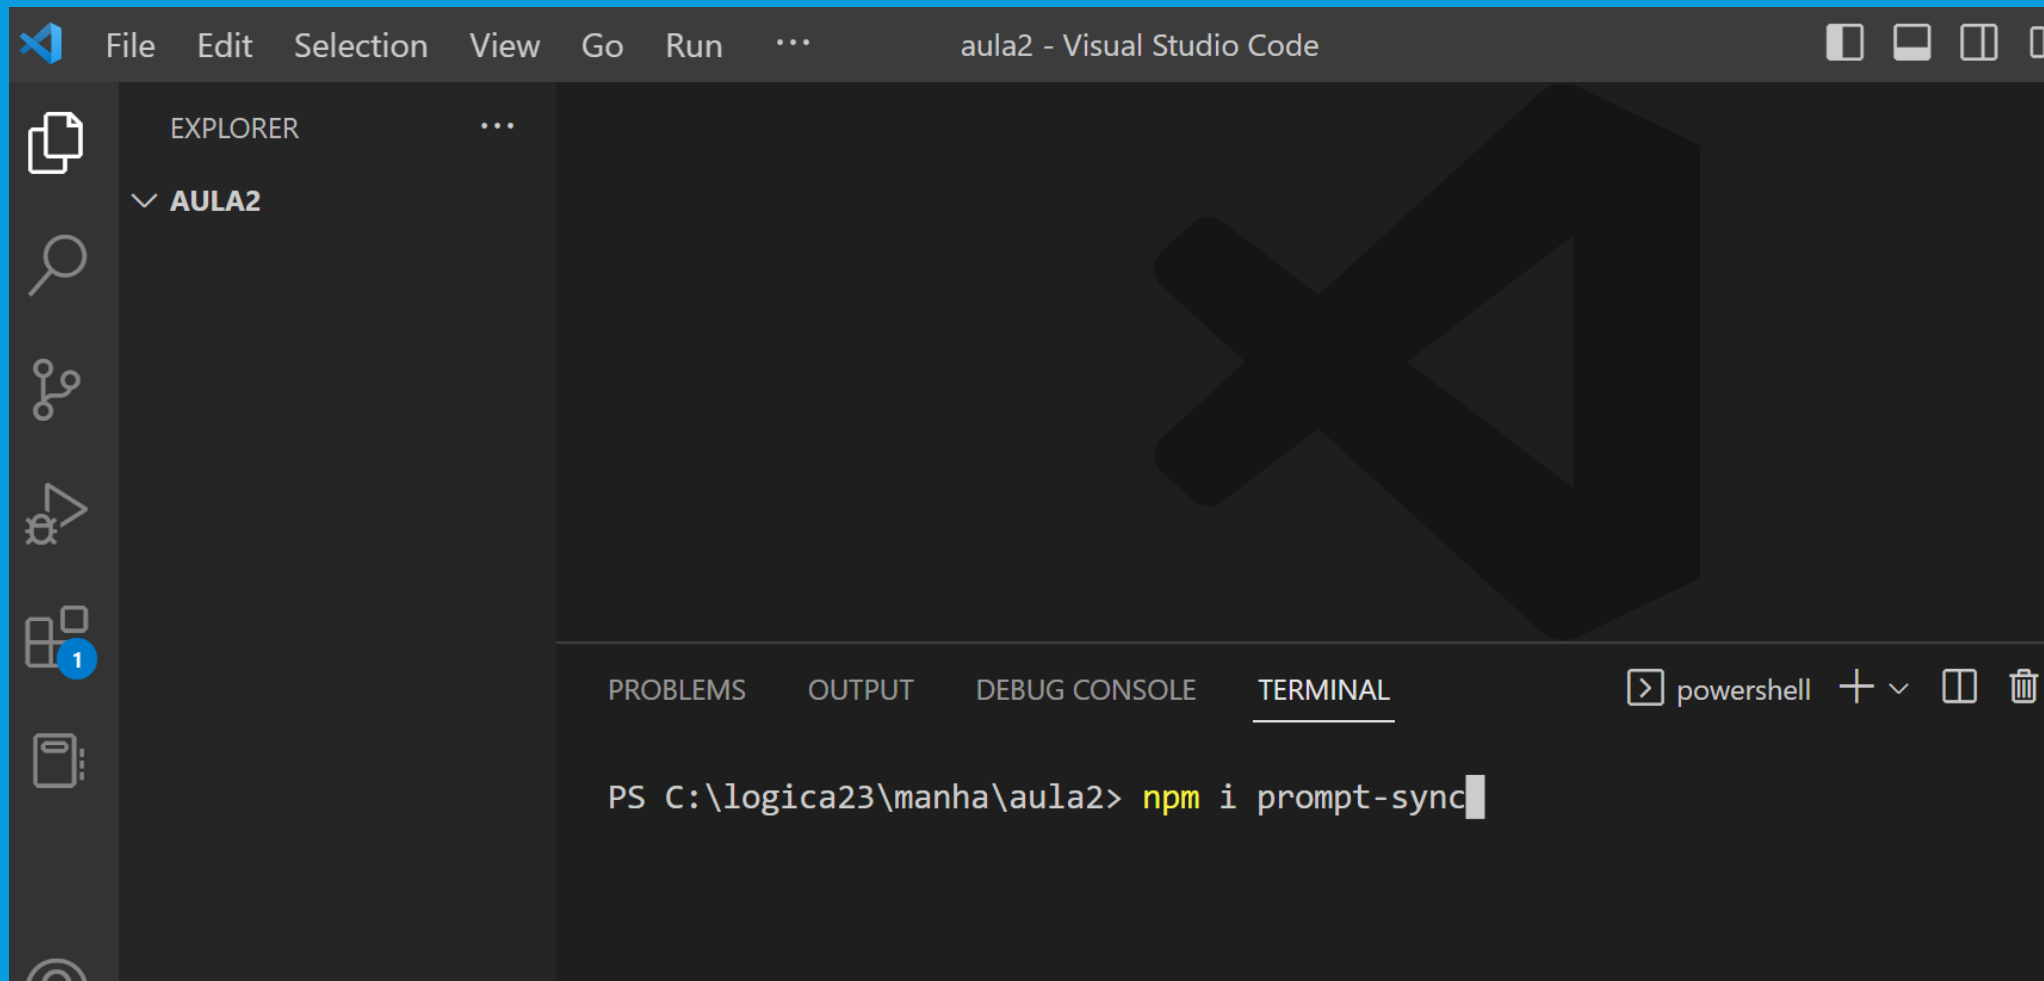 File Edit Selection View Go Run ··· aula2 - Visual Studio Code
EXPLORER ···
AULA2
1
PROBLEMS OUTPUT DEBUG CONSOLE TERMINAL powershell
PS C:\logica23\manha\aula2> npm i prompt-sync